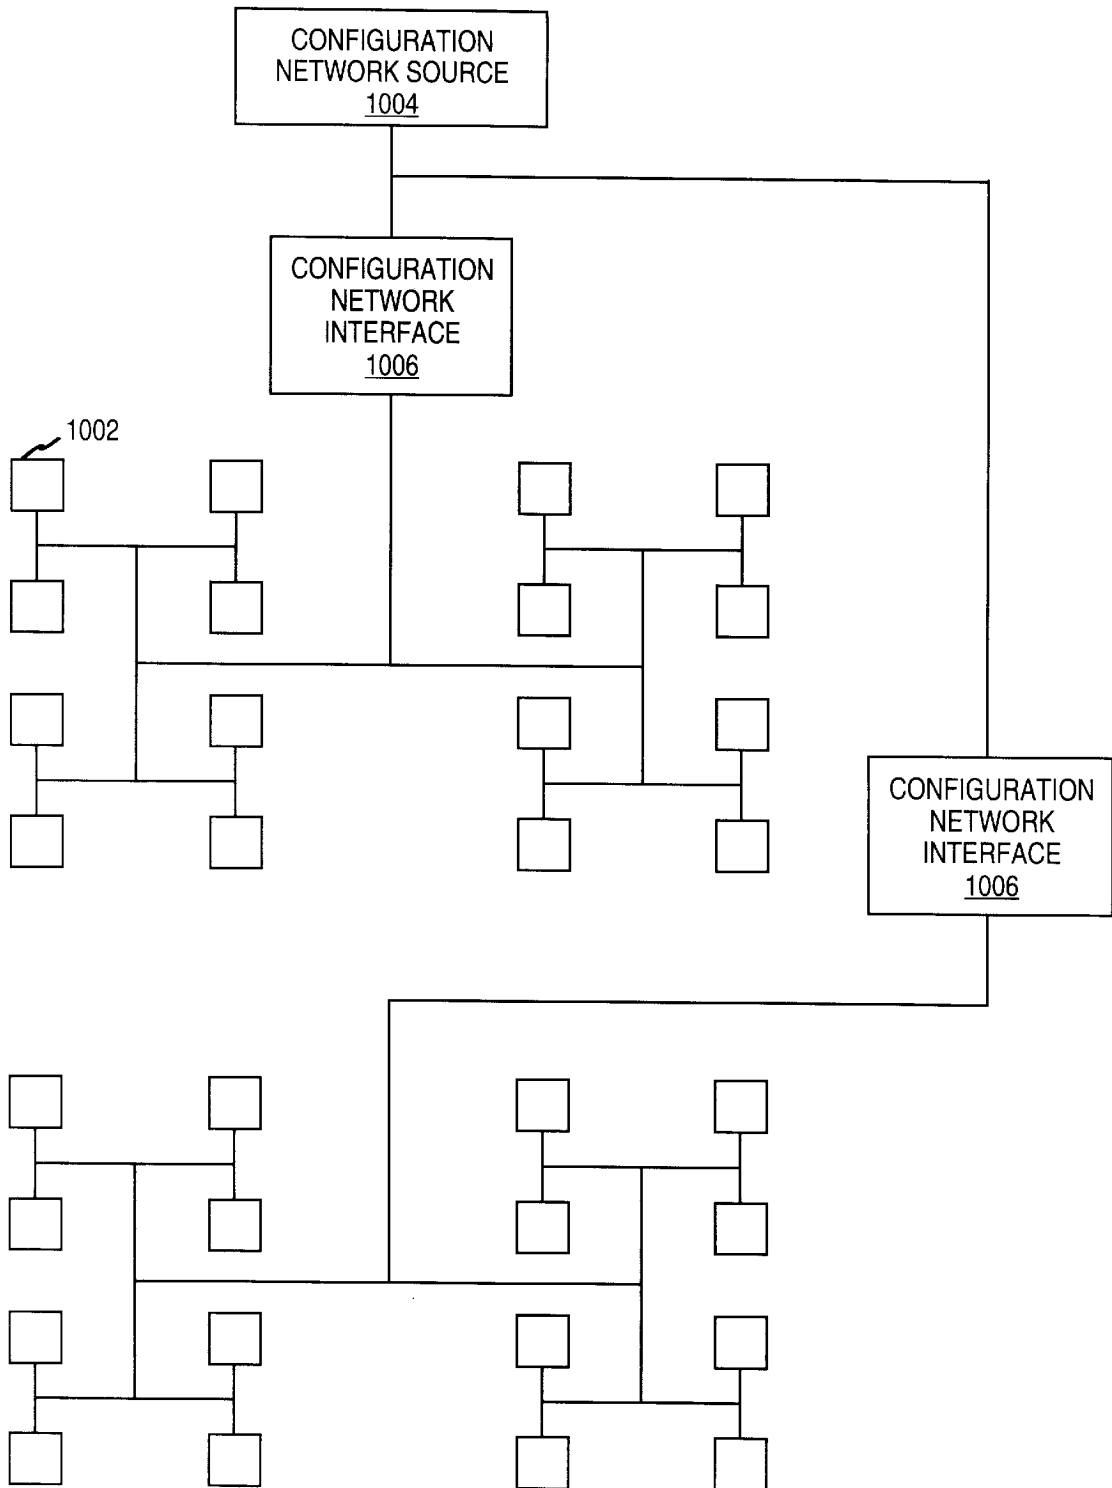 CONFIGURATION
NETWORK SOURCE
1004
CONFIGURATION
NETWORK
INTERFACE
1006
1002
CONFIGURATION
NETWORK
INTERFACE
1006